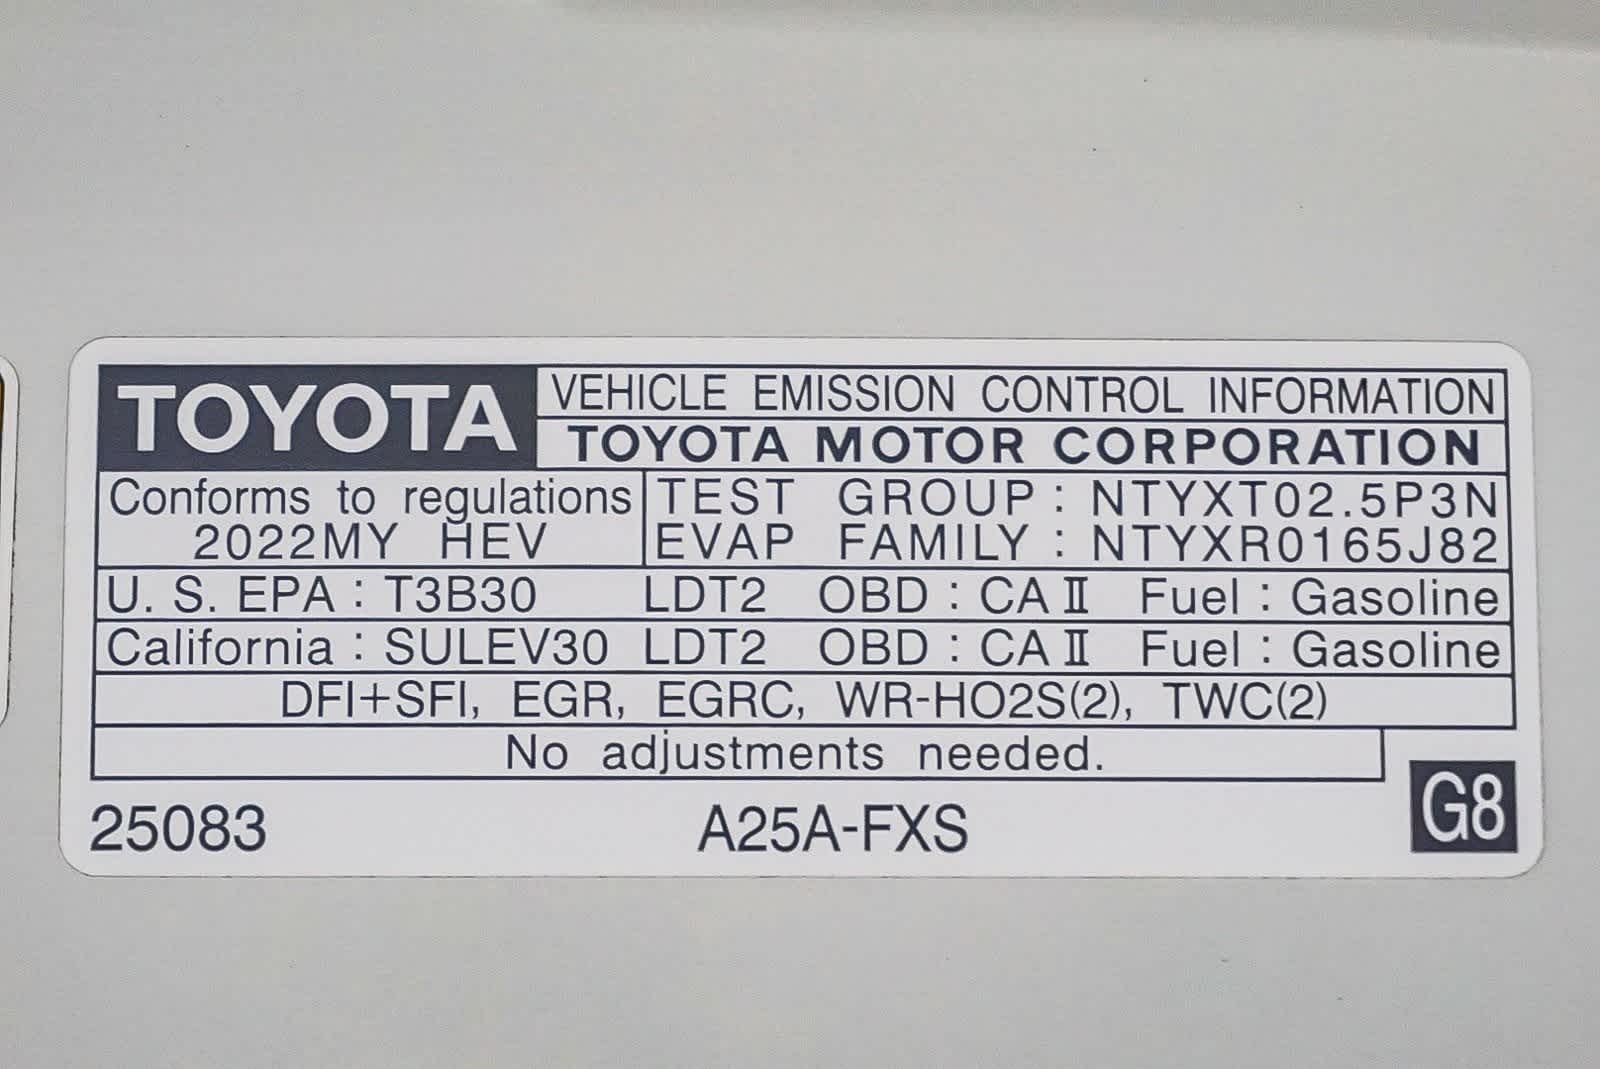 TOYOTA
VEHICLE EMISSION CONTROL INFORMATION
TOYOTA MOTOR CORPORATION
Conforms to regulations
2022MY HEV
TEST GROUP : NTYXT02.5P3N
EVAP FAMILY : NTYXR0165J82
U. S. EPA : T3B30 LDT2 OBD : CA II Fuel : Gasoline
California : SULEV30 LDT2 OBD : CA II Fuel : Gasoline
DFI+SFI, EGR, EGRC, WR-HO2S(2), TWC(2)
No adjustments needed.
25083 A25A-FXS G8